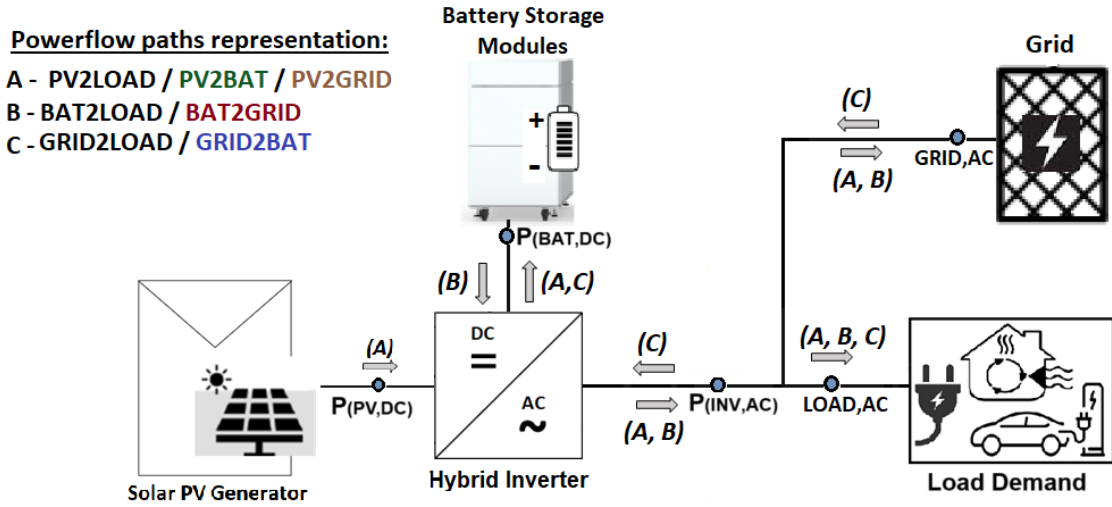 Powerflow paths representation:
A - PV2LOAD / PV2BAT / PV2GRID
B - BAT2LOAD / BAT2GRID
C - GRID2LOAD / GRID2BAT
Battery Storage
Modules
+
-
Grid
(C)
GRID,AC
(A, B)
P(BAT,DC)
(B)
(A,C)
(A)
P(PV,DC)
DC
=
AC
~
(C)
P(INV,AC)
(A, B)
(A, B, C)
LOAD,AC
Solar PV Generator
Hybrid Inverter
Load Demand